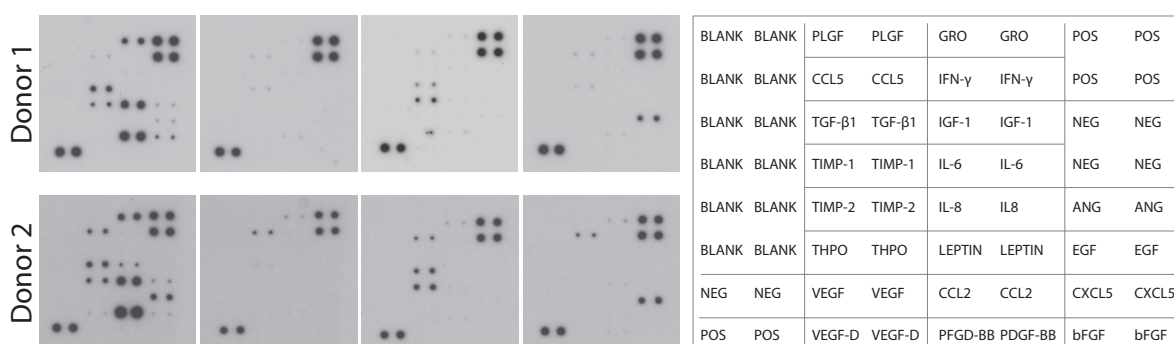 Donor 1
Donor 2
BLANK BLANK PLGF PLGF GRO GRO POS POS
BLANK BLANK CCL5 CCL5 IFN-γ IFN-γ POS POS
BLANK BLANK TGF-β1 TGF-β1 IGF-1 IGF-1 NEG NEG
BLANK BLANK TIMP-1 TIMP-1 IL-6 IL-6 NEG NEG
BLANK BLANK TIMP-2 TIMP-2 IL-8 IL8 ANG ANG
BLANK BLANK THPO THPO LEPTIN LEPTIN EGF EGF
NEG NEG VEGF VEGF CCL2 CCL2 CXCL5 CXCL5
POS POS VEGF-D VEGF-D PFGD-BB PDGF-BB bFGF bFGF